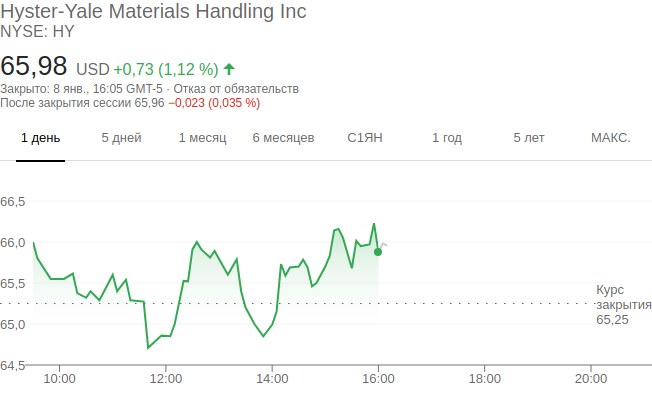 Hyster-Yale Materials Handling Inc
NYSE: HY
65,98 USD +0,73 (1,12 %)
Закрыто: 8 янв., 16:05 GMT-5 · Отказ от обязательств
После закрытия сессии 65,96 −0,023 (0,035 %)
1 день 5 дней 1 месяц 6 месяцев С1ЯН 1 год 5 лет МАКС.
66,5
66,0
65,5
Курс
закрытия
65,25
65,0
64,5
10:00 12:00 14:00 16:00 18:00 20:00